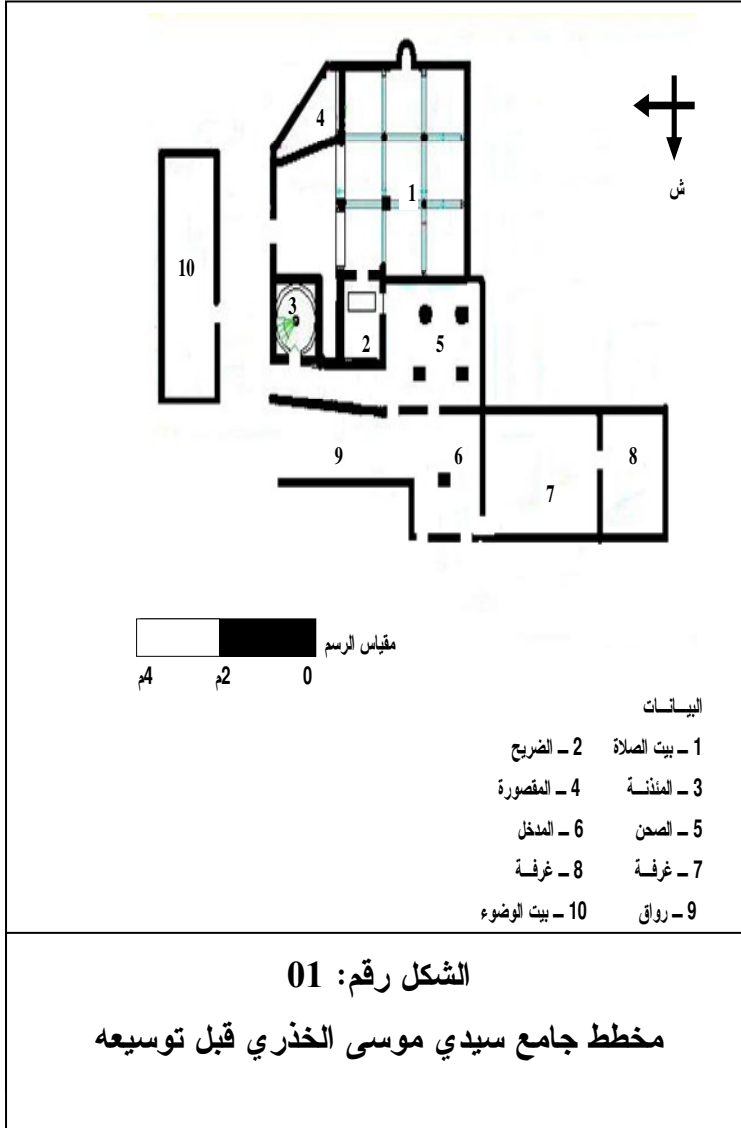 4
ش
1
10
3
2
5
9
6
7
8
مقياس الرسم
0 2م 4م
البيـــانـــات
1 ــ بيت الصلاة 2 ــ الضريح
3 ــ المئذنـــة 4 ــ المقصورة
5 ــ الصحن 6 ــ المدخل
7 ــ غرفــة 8 ــ غرفــة
9 ــ رواق 10 ــ بيت الوضوء
الشكل رقم: 01
مخطط جامع سيدي موسى الخذري قبل توسيعه